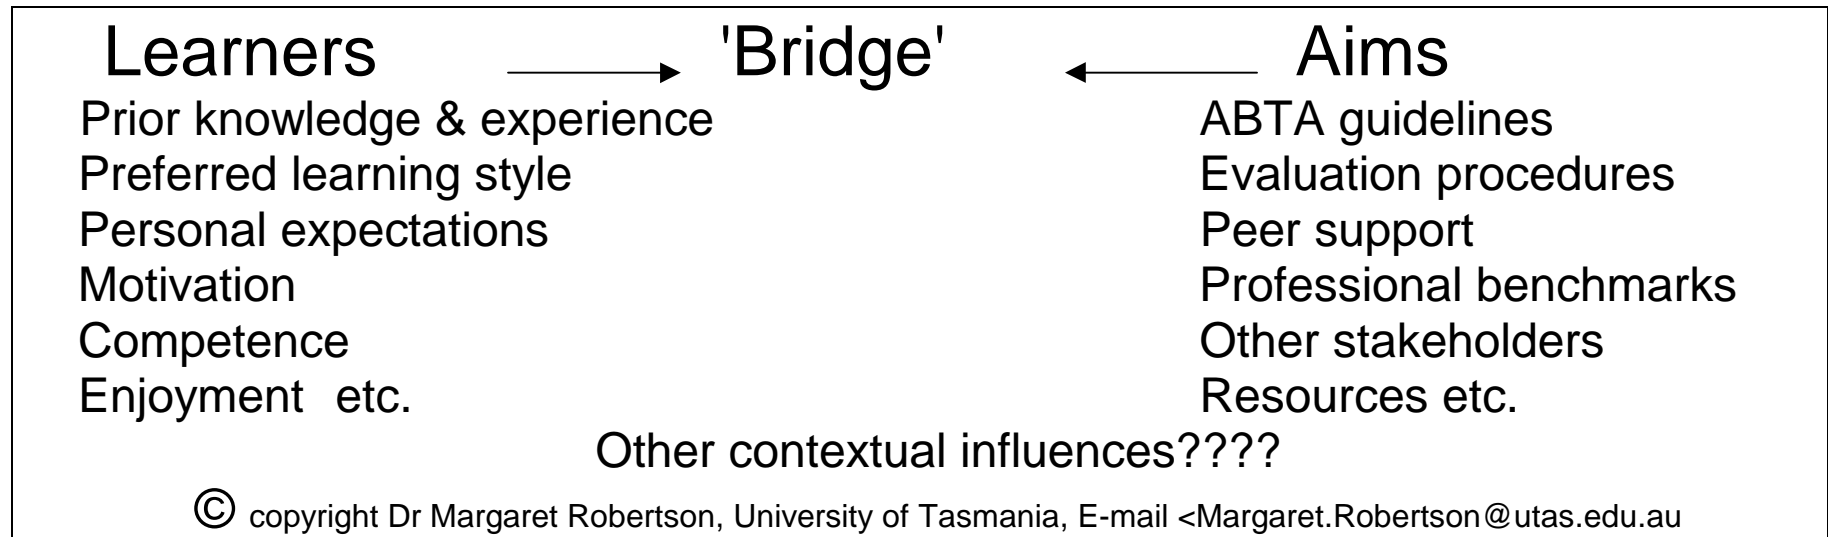 Learners 'Bridge' Aims
Prior knowledge & experience ABTA guidelines
Preferred learning style Evaluation procedures
Personal expectations Peer support
Motivation Professional benchmarks
Competence Other stakeholders
Enjoyment etc. Resources etc.
Other contextual influences????
© copyright Dr Margaret Robertson, University of Tasmania, E-mail <Margaret.Robertson@utas.edu.au